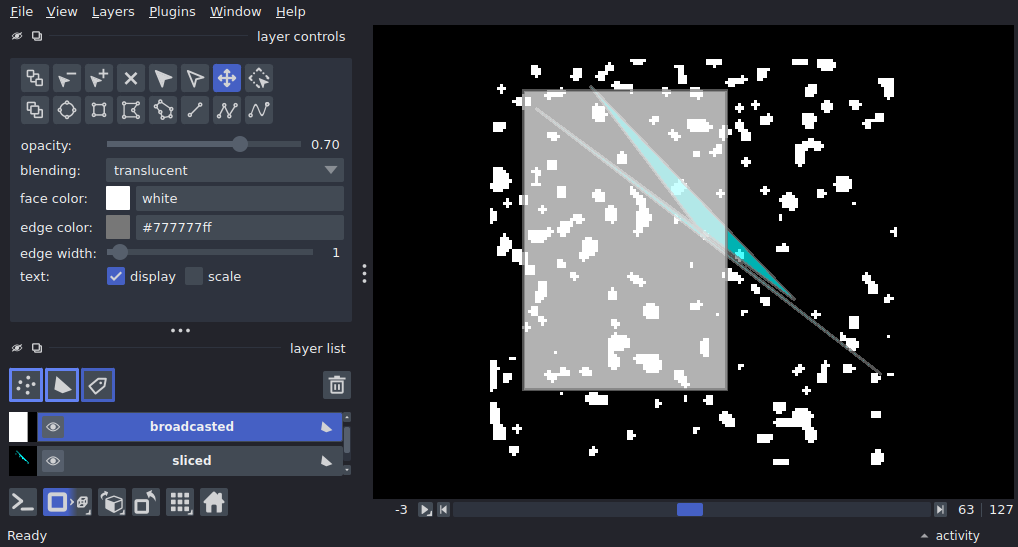 File View Layers Plugins Window Help
layer controls
opacity: 0.70
blending: translucent
face color: white
edge color: #777777ff
edge width: 1
text: display scale
layer list
broadcasted
sliced
-3 63 127
Ready activity